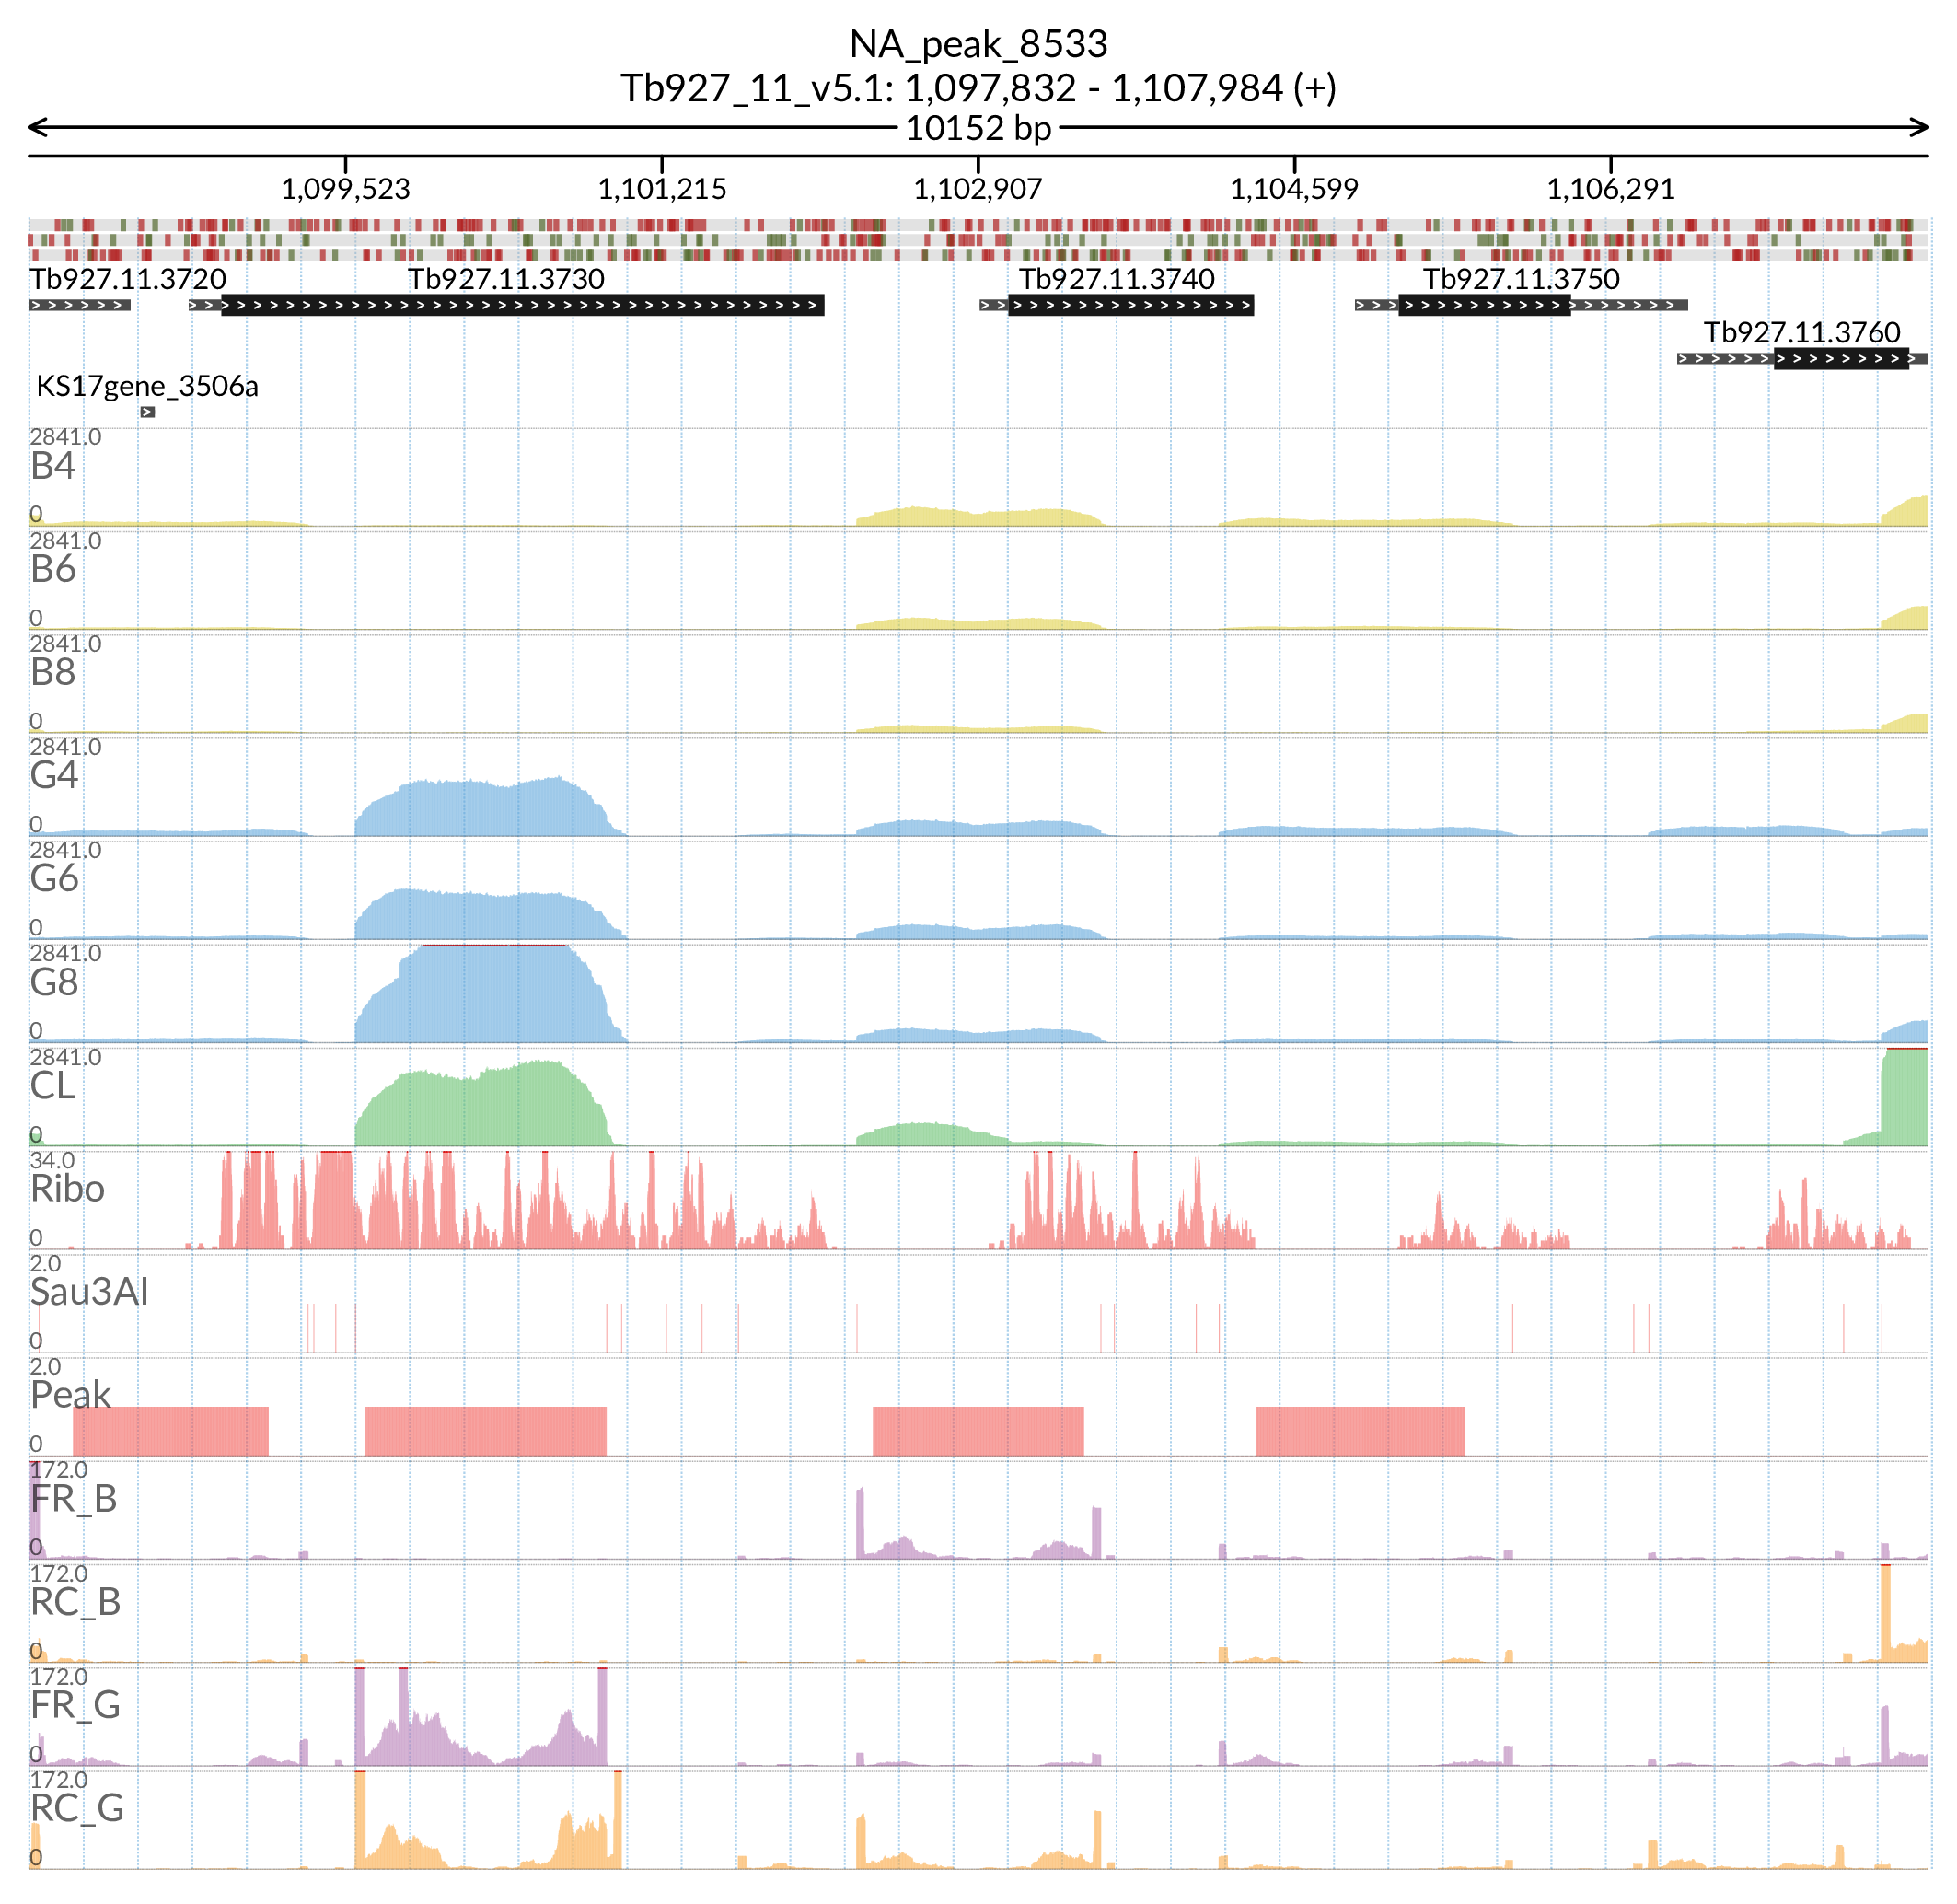 NA_peak_8533
Tb927_11_v5.1: 1,097,832 - 1,107,984 (+)
10152 bp
1,099,523 1,101,215 1,102,907 1,104,599 1,106,291
Tb927.11.3720 Tb927.11.3730 Tb927.11.3740 Tb927.11.3750
Tb927.11.3760
KS17gene_3506a
2841.0
B4
0
2841.0
B6
0
2841.0
B8
0
2841.0
G4
0
2841.0
G6
0
2841.0
G8
0
2841.0
CL
0
34.0
Ribo
0
2.0
Sau3AI
0
2.0
Peak
0
172.0
FR_B
0
172.0
RC_B
0
172.0
FR_G
0
172.0
RC_G
0